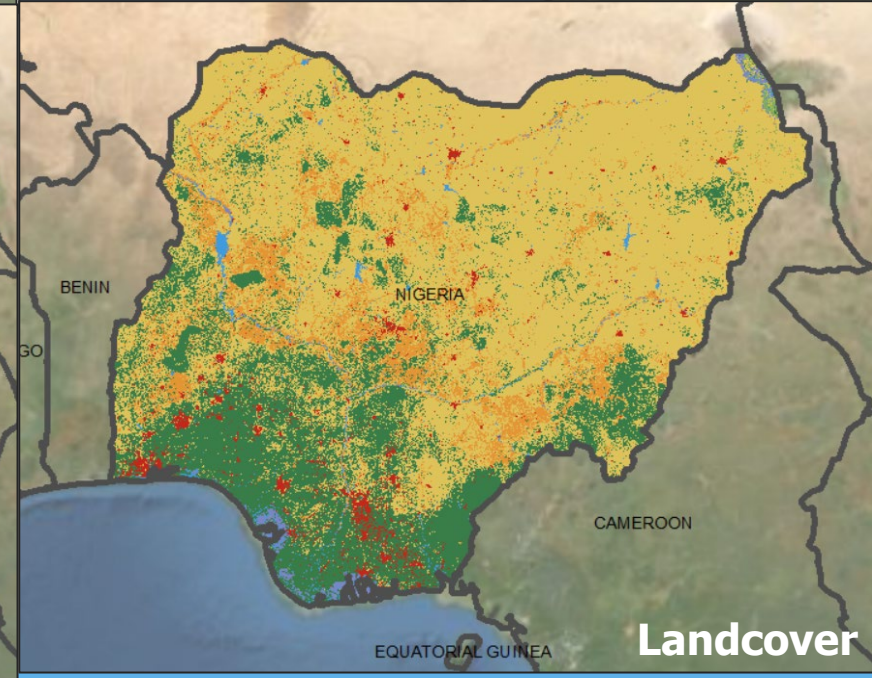 BENIN
NIGERIA
GO
CAMEROON
Landcover
EQUATORIAL GUINEA